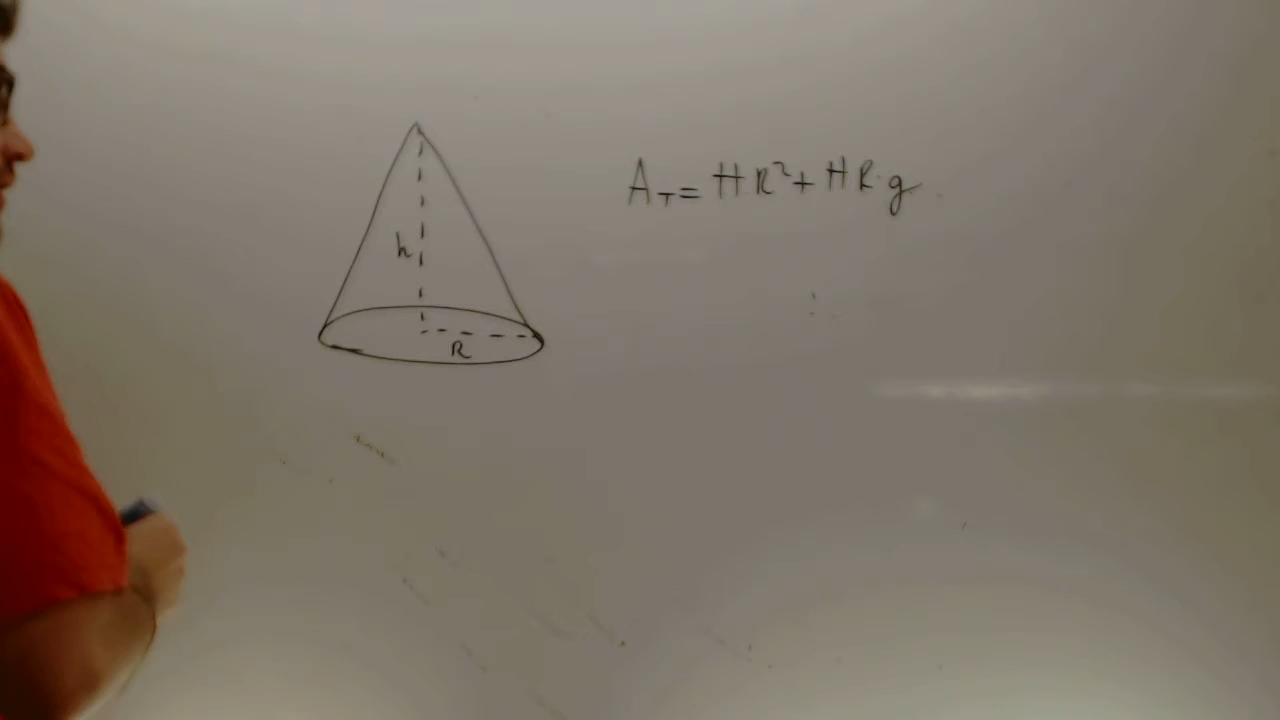 A_T = πR² + πR·g
h
R